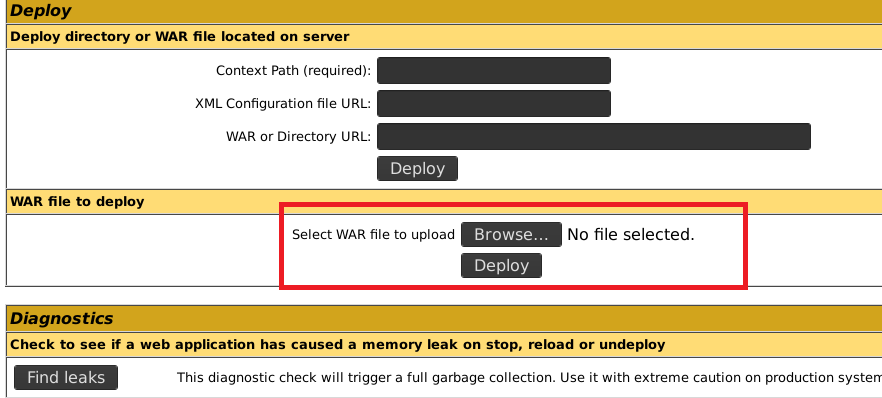 Deploy
Deploy directory or WAR file located on server
Context Path (required):
XML Configuration file URL:
WAR or Directory URL:
Deploy
WAR file to deploy
Select WAR file to upload Browse... No file selected.
Deploy
Diagnostics
Check to see if a web application has caused a memory leak on stop, reload or undeploy
Find leaks This diagnostic check will trigger a full garbage collection. Use it with extreme caution on production system